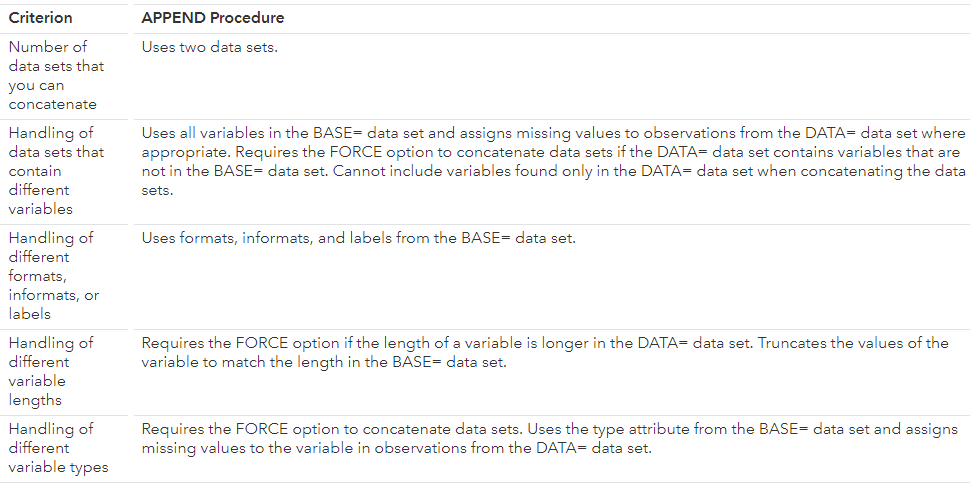 Criterion
APPEND Procedure
Number of
data sets that
you can
concatenate
Uses two data sets.
Handling of
data sets that
contain
different
variables
Uses all variables in the BASE= data set and assigns missing values to observations from the DATA= data set where
appropriate. Requires the FORCE option to concatenate data sets if the DATA= data set contains variables that are
not in the BASE= data set. Cannot include variables found only in the DATA= data set when concatenating the data
sets.
Handling of
different
formats,
informats, or
labels
Uses formats, informats, and labels from the BASE= data set.
Handling of
different
variable
lengths
Requires the FORCE option if the length of a variable is longer in the DATA= data set. Truncates the values of the
variable to match the length in the BASE= data set.
Handling of
different
variable types
Requires the FORCE option to concatenate data sets. Uses the type attribute from the BASE= data set and assigns
missing values to the variable in observations from the DATA= data set.